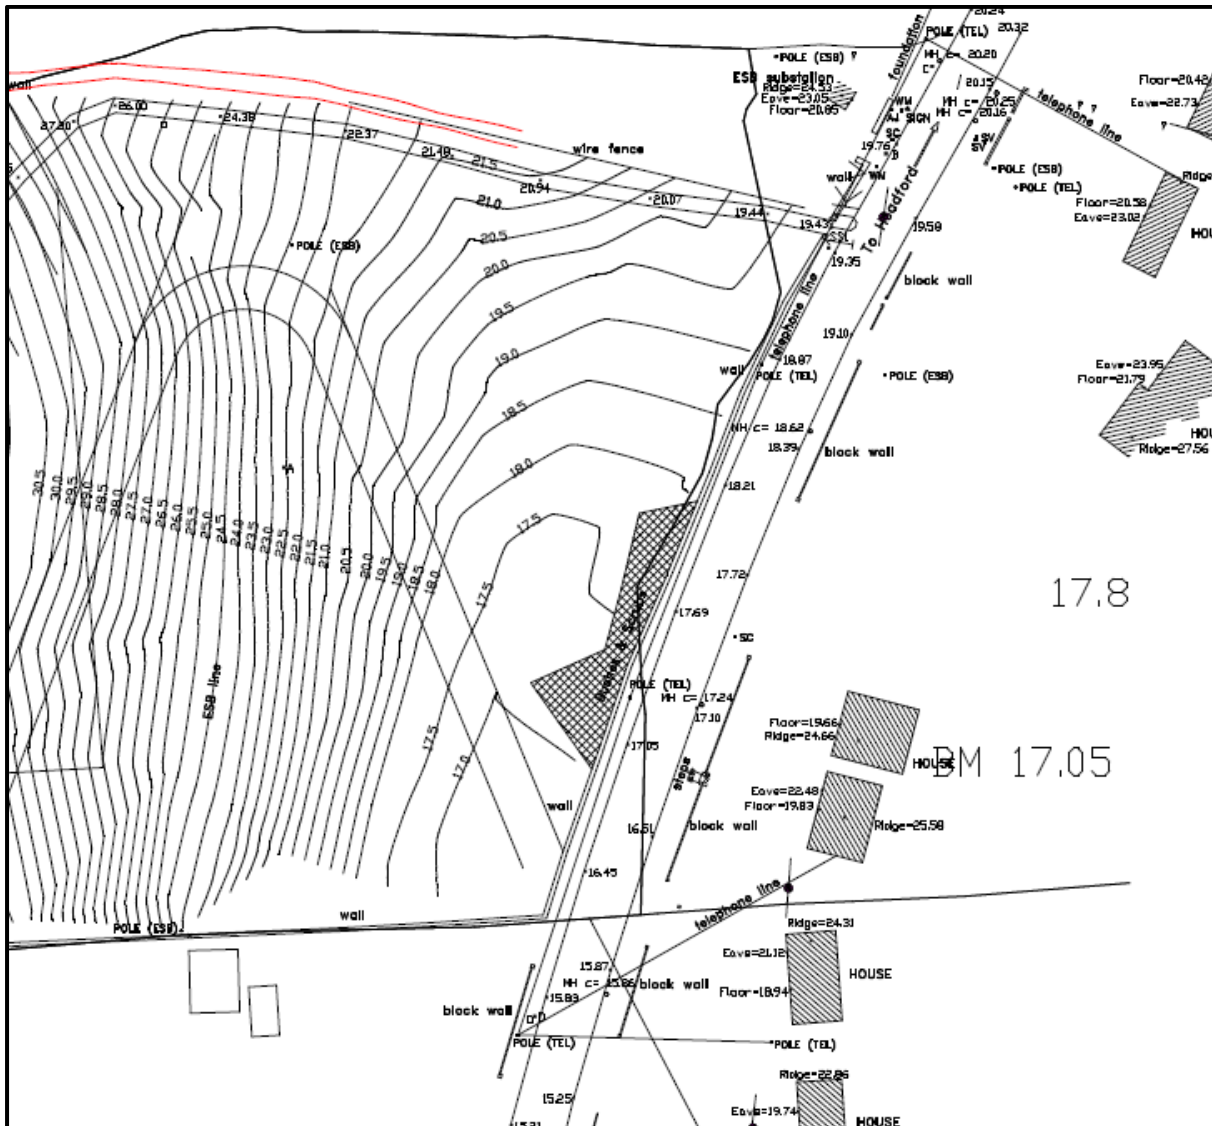 20.24
POLE (TEL)
20.32
foundation
POLE (ESB)
MH c= 20.20
ESB substation
Ridge=24.53
Eave=23.05
Floor=20.85
20.15
MH c= 20.25
MH c= 20.16
telephone line
Floor=20.42
Eave=22.73
wall
26.00
27.20
24.38
22.37
21.48
21.5
20.94
wire fence
WM
AJ SIGN
SC
19.76
B
WM
SV
SV
POLE (ESB)
POLE (TEL)
Ridge
Floor=20.58
Eave=23.02
HOU
wall
21.0
20.07
19.44
19.43
19.35
To Headford
19.58
POLE (ESB)
20.5
20.0
19.5
19.0
18.5
18.0
17.5
telephone line
block wall
19.10
18.87
wall
POLE (TEL)
POLE (ESB)
Eave=23.95
Floor=21.79
HOU
Ridge=27.56
MH c= 18.62
18.39
block wall
A
18.21
30.5
30.0
29.5
29.0
28.5
28.0
27.5
27.0
26.5
26.0
25.5
25.0
24.5
24.0
23.5
23.0
22.5
22.0
21.5
21.0
20.5
20.0
19.5
19.0
18.5
18.0
17.5
17.72
17.8
17.69
SC
ESB line
POLE (TEL)
MH c= 17.24
17.10
Floor=19.66
Ridge=24.66
HOUSE
BM 17.05
17.5
17.0
17.05
steps
Eave=22.48
Floor=19.83
Ridge=25.58
wall
16.51
block wall
16.45
telephone line
wall
POLE (ESB)
Ridge=24.31
Eave=21.12
HOUSE
Floor=18.94
15.87
MH c= 15.86
block wall
15.83
block wall
D
POLE (TEL)
POLE (TEL)
Ridge=22.86
15.25
Eave=19.74
HOUSE
15.21